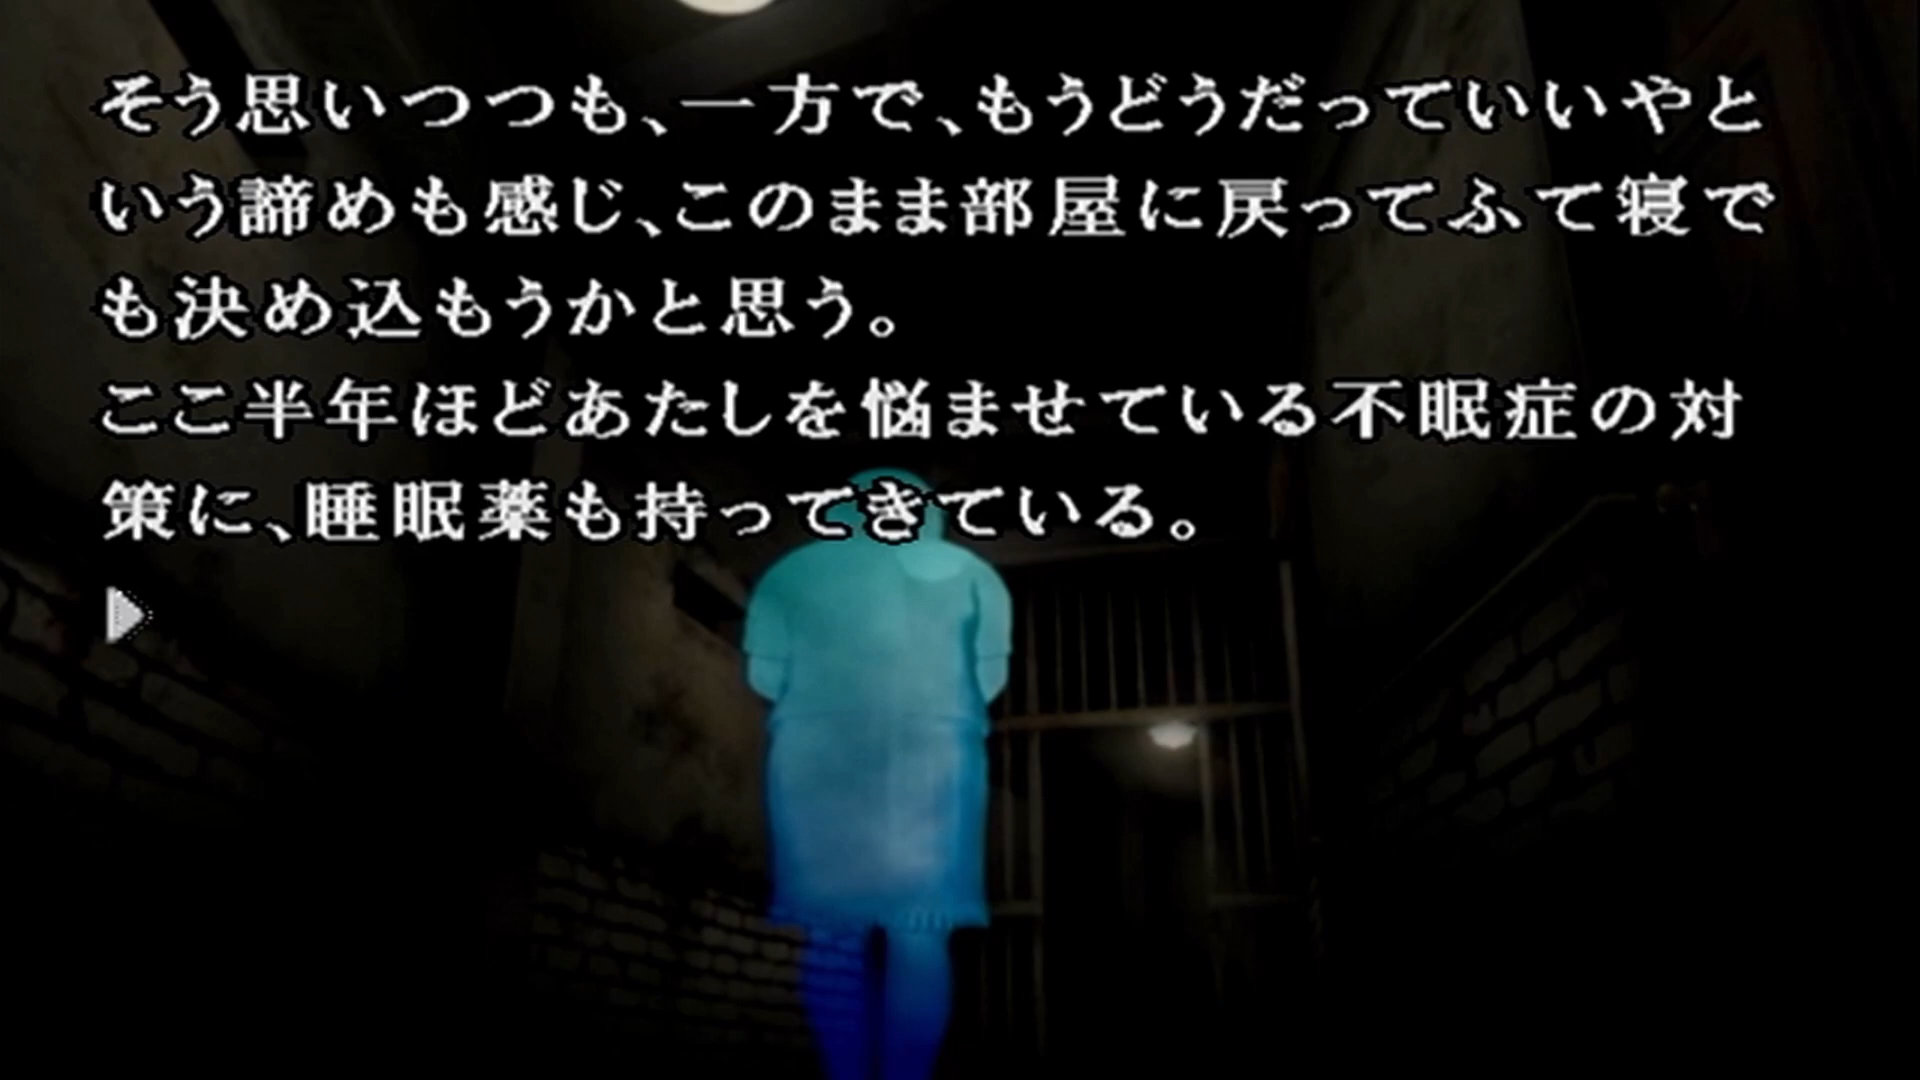 そう思いつつも、一方で、もうどうだっていいやと
いう諦めも感じ、このまま部屋に戻ってふて寝で
も決め込もうかと思う。
ここ半年ほどあたしを悩ませている不眠症の対
策に、睡眠薬も持ってきている。